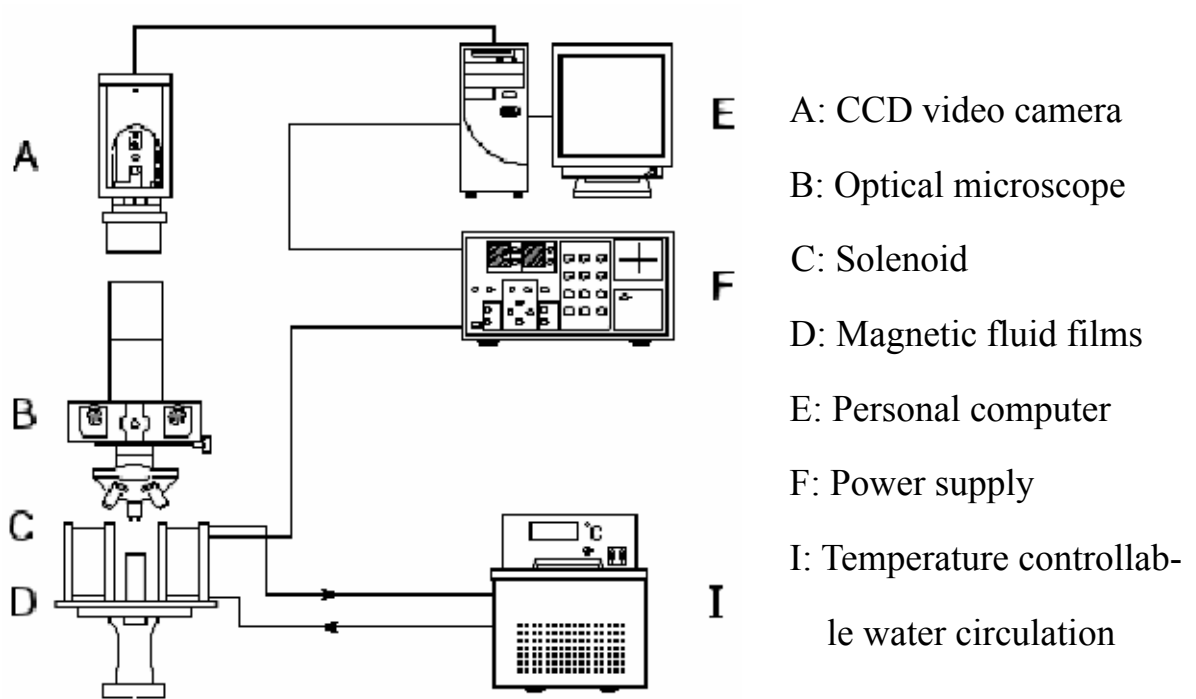 A
B
C
D
E
F
I
°C
A: CCD video camera
B: Optical microscope
C: Solenoid
D: Magnetic fluid films
E: Personal computer
F: Power supply
I: Temperature controllab-
le water circulation